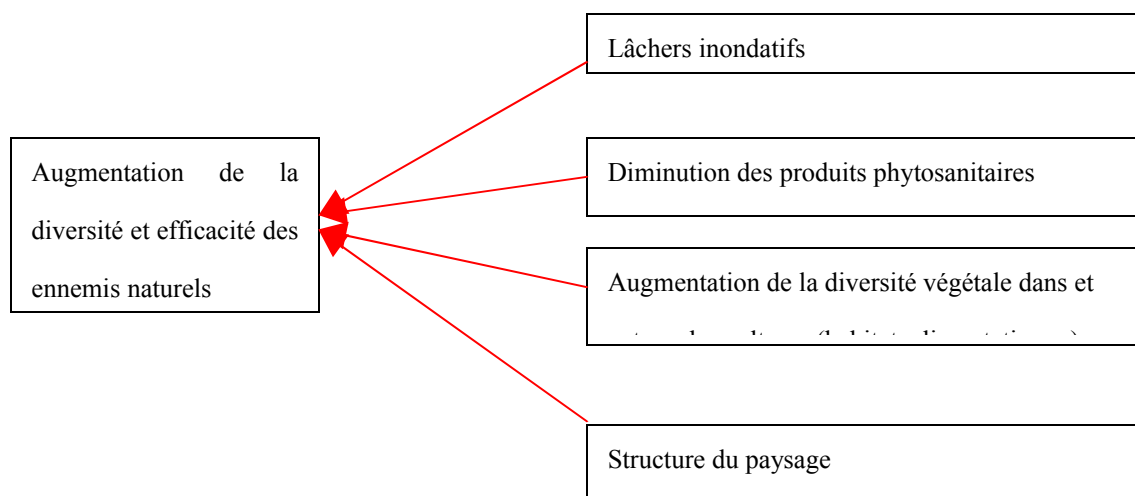 Lâchers inondatifs
Augmentation de la
diversité et efficacité des
ennemis naturels
Diminution des produits phytosanitaires
Augmentation de la diversité végétale dans et
Structure du paysage